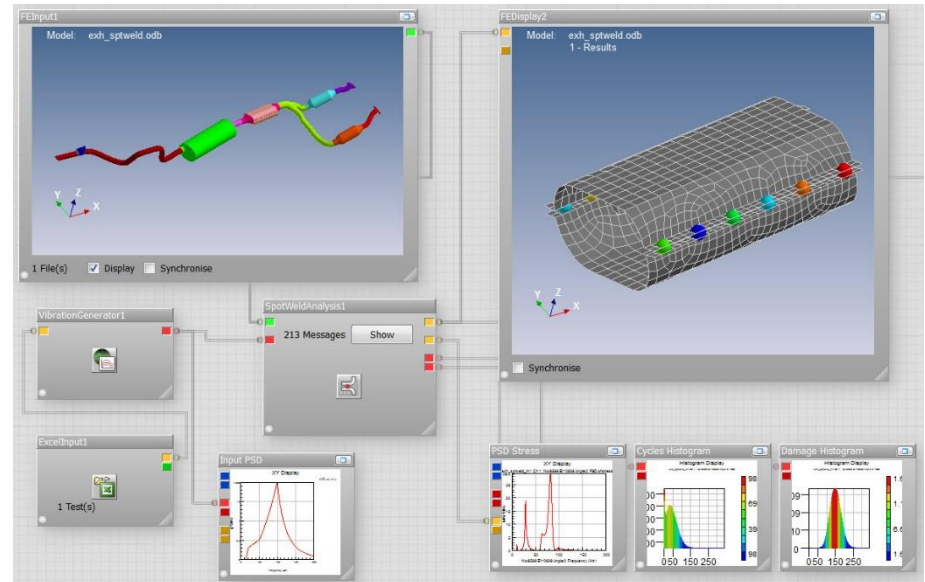 FEInput1
Model: exh_sptweld.odb
Y Z X
1 File(s) Display Synchronise
FEDisplay2
Model: exh_sptweld.odb
1 - Results
Y Z X
Synchronise
VibrationGenerator1
SpotWeldAnalysis1
213 Messages Show
ExcelInput1
1 Test(s)
Input PSD
XY Display
PSD Stress
XY Display
Cycles Histogram
Histogram Display
050 150 250
Damage Histogram
Histogram Display
0 50 150 250